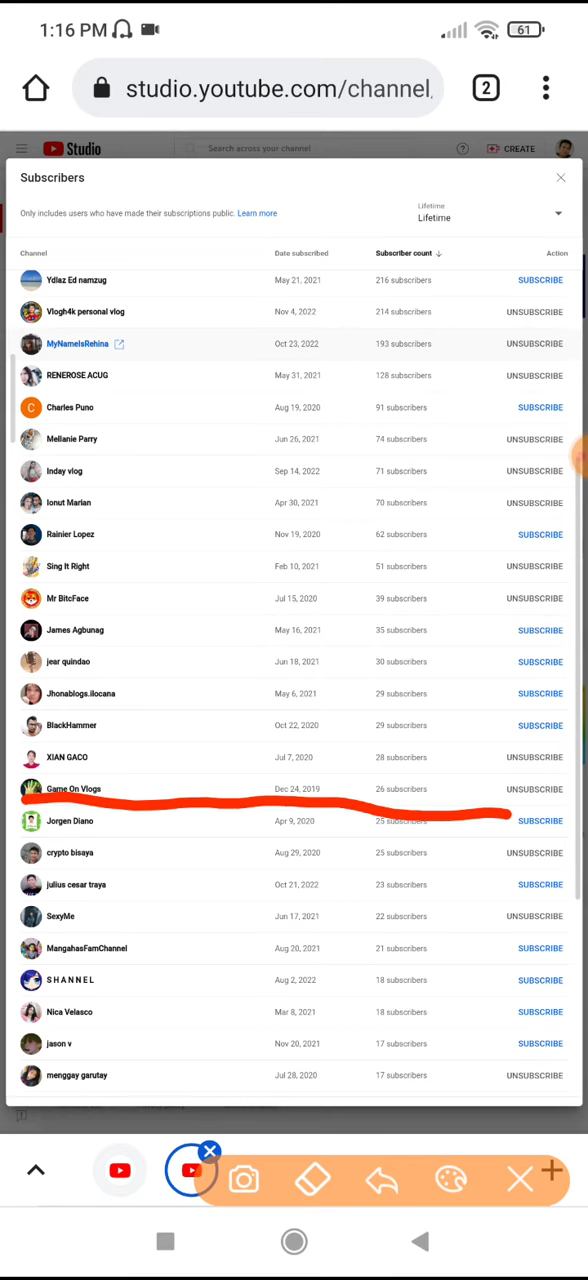 1:16 PM
61
studio.youtube.com/channel
2
Studio
Search across your channel
CREATE
Subscribers
Only includes users who have made their subscriptions public. Learn more
Lifetime
Lifetime
Channel Date subscribed Subscriber count Action
Ydlaz Ed namzug May 21, 2021 216 subscribers SUBSCRIBE
Vlogh4k personal vlog Nov 4, 2022 214 subscribers UNSUBSCRIBE
MyNameIsRehina Oct 23, 2022 193 subscribers UNSUBSCRIBE
RENEROSE ACUG May 31, 2021 128 subscribers UNSUBSCRIBE
C Charles Puno Aug 19, 2020 91 subscribers SUBSCRIBE
Mellanie Parry Jun 26, 2021 74 subscribers UNSUBSCRIBE
Inday vlog Sep 14, 2022 71 subscribers UNSUBSCRIBE
Ionut Marian Apr 30, 2021 70 subscribers UNSUBSCRIBE
Rainier Lopez Nov 19, 2020 62 subscribers SUBSCRIBE
Sing It Right Feb 10, 2021 51 subscribers UNSUBSCRIBE
Mr BitcFace Jul 15, 2020 39 subscribers UNSUBSCRIBE
James Agbunag May 16, 2021 35 subscribers SUBSCRIBE
jear quindao Jun 18, 2021 30 subscribers SUBSCRIBE
Jhonablogs.ilocana May 6, 2021 29 subscribers SUBSCRIBE
BlackHammer Oct 22, 2020 29 subscribers SUBSCRIBE
XIAN GACO Jul 7, 2020 28 subscribers UNSUBSCRIBE
Game On Vlogs Dec 24, 2019 26 subscribers UNSUBSCRIBE
Jorgen Diano Apr 9, 2020 25 subscribers SUBSCRIBE
crypto bisaya Aug 29, 2020 25 subscribers UNSUBSCRIBE
julius cesar traya Oct 21, 2022 23 subscribers SUBSCRIBE
SexyMe Jun 17, 2021 22 subscribers UNSUBSCRIBE
MangahasFamChannel Aug 20, 2021 21 subscribers SUBSCRIBE
S H A N N E L Aug 2, 2022 18 subscribers SUBSCRIBE
Nica Velasco Mar 8, 2021 18 subscribers SUBSCRIBE
jason v Nov 20, 2021 17 subscribers SUBSCRIBE
menggay garutay Jul 28, 2020 17 subscribers UNSUBSCRIBE